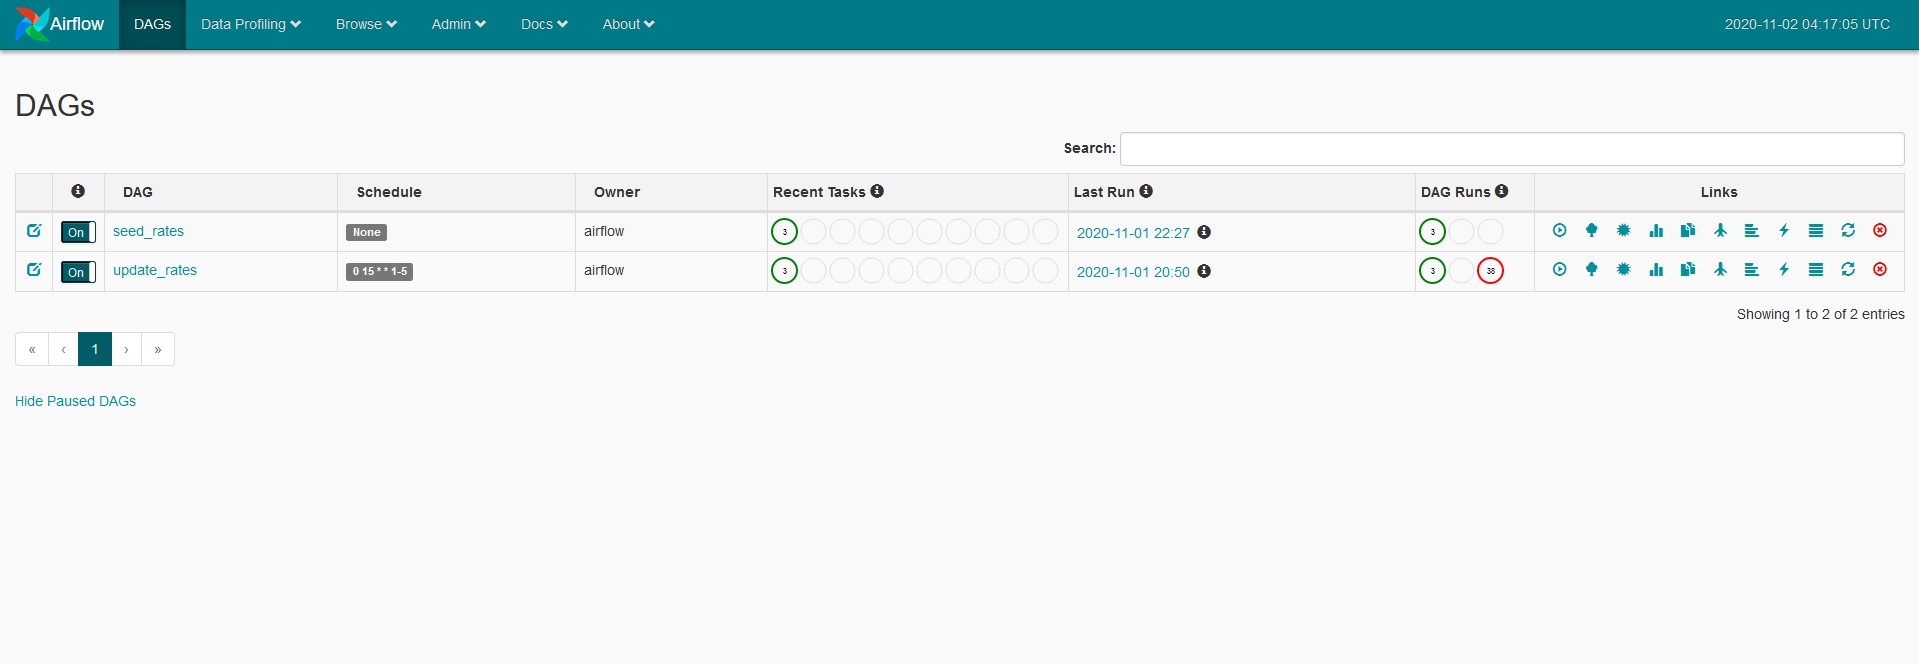 Airflow DAGs Data Profiling Browse Admin Docs About 2020-11-02 04:17:05 UTC
DAGs
Search:
DAG Schedule Owner Recent Tasks Last Run DAG Runs Links
On seed_rates None airflow 3 2020-11-01 22:27 3
On update_rates 0 15 * * 1-5 airflow 3 2020-11-01 20:50 3 38
Showing 1 to 2 of 2 entries
« ‹ 1 › »
Hide Paused DAGs